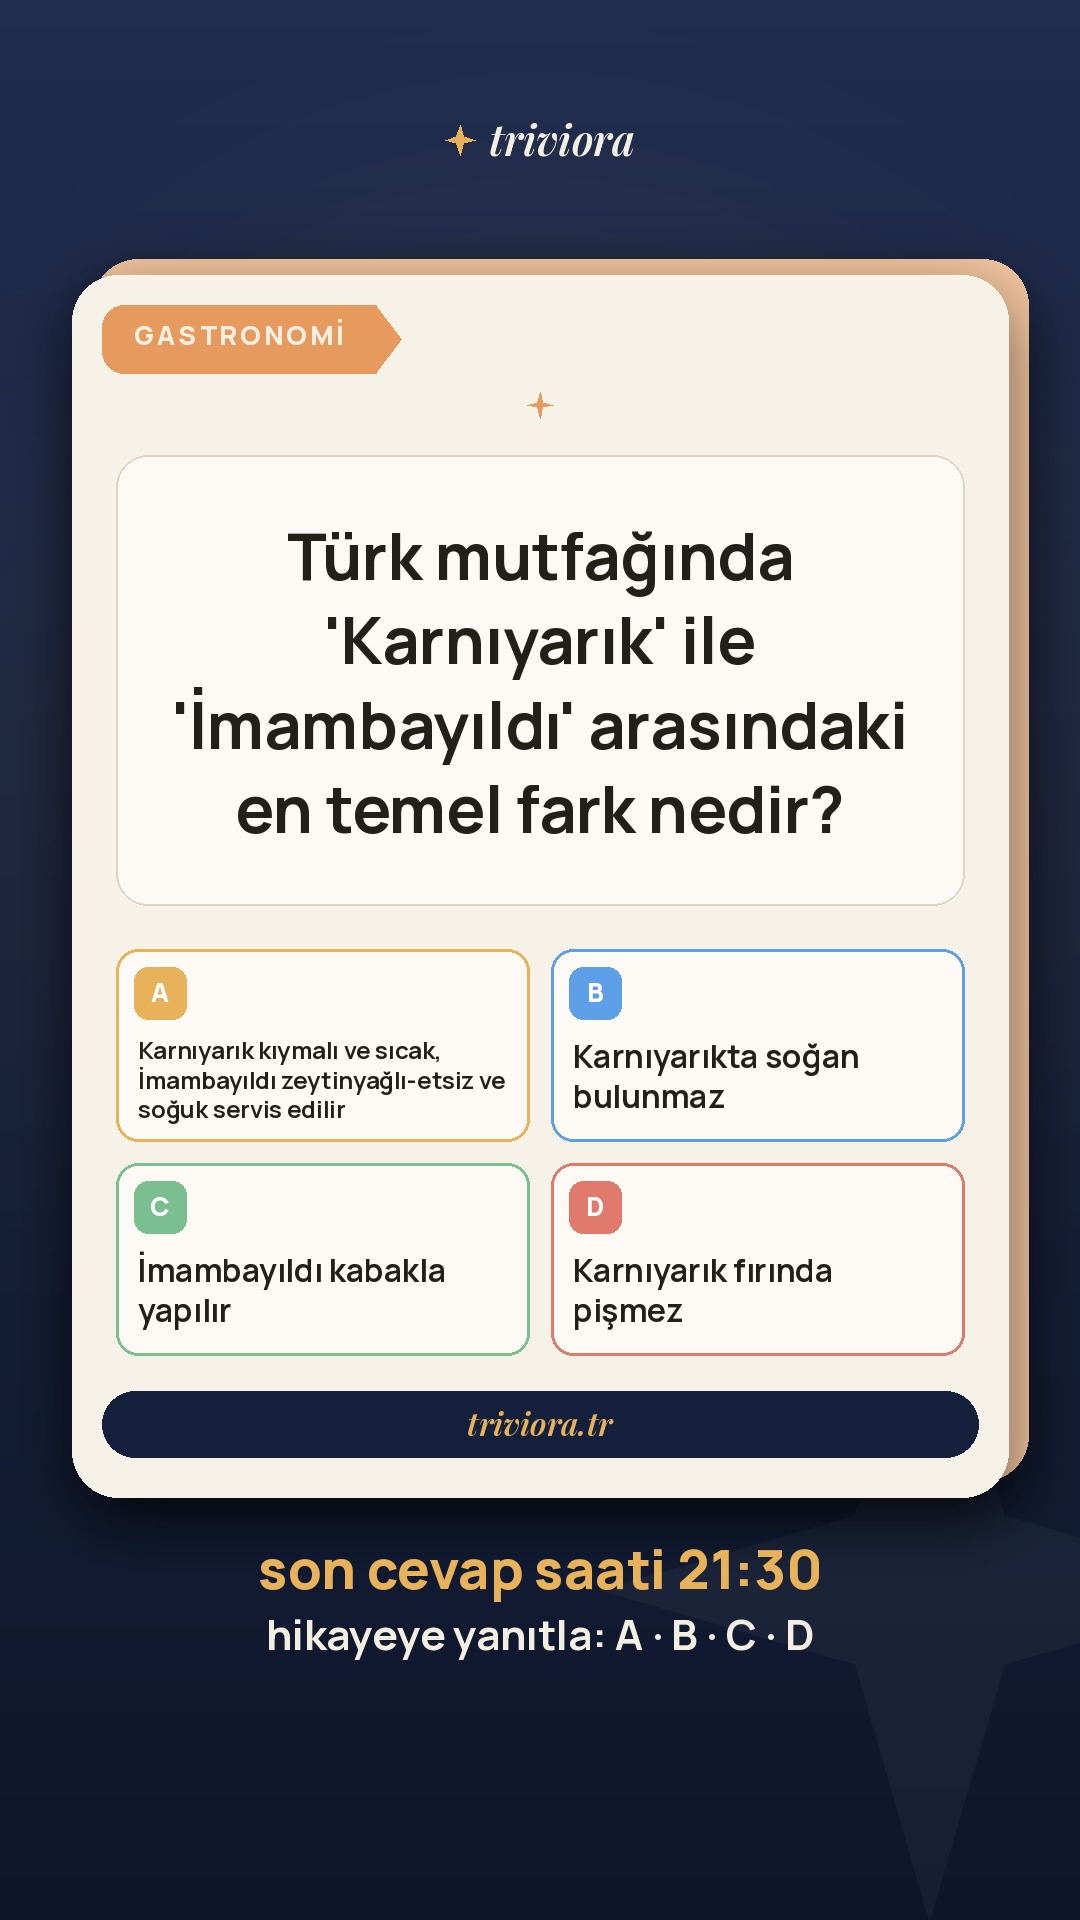 triviora
GASTRONOMİ
Türk mutfağında
'Karnıyarık' ile
'İmambayıldı' arasındaki
en temel fark nedir?
A
Karnıyarık kıymalı ve sıcak,
İmambayıldı zeytinyağlı-etsiz ve
soğuk servis edilir
B
Karnıyarıkta soğan
bulunmaz
C
İmambayıldı kabakla
yapılır
D
Karnıyarık fırında
pişmez
triviora.tr
son cevap saati 21:30
hikayeye yanıtla: A · B · C · D